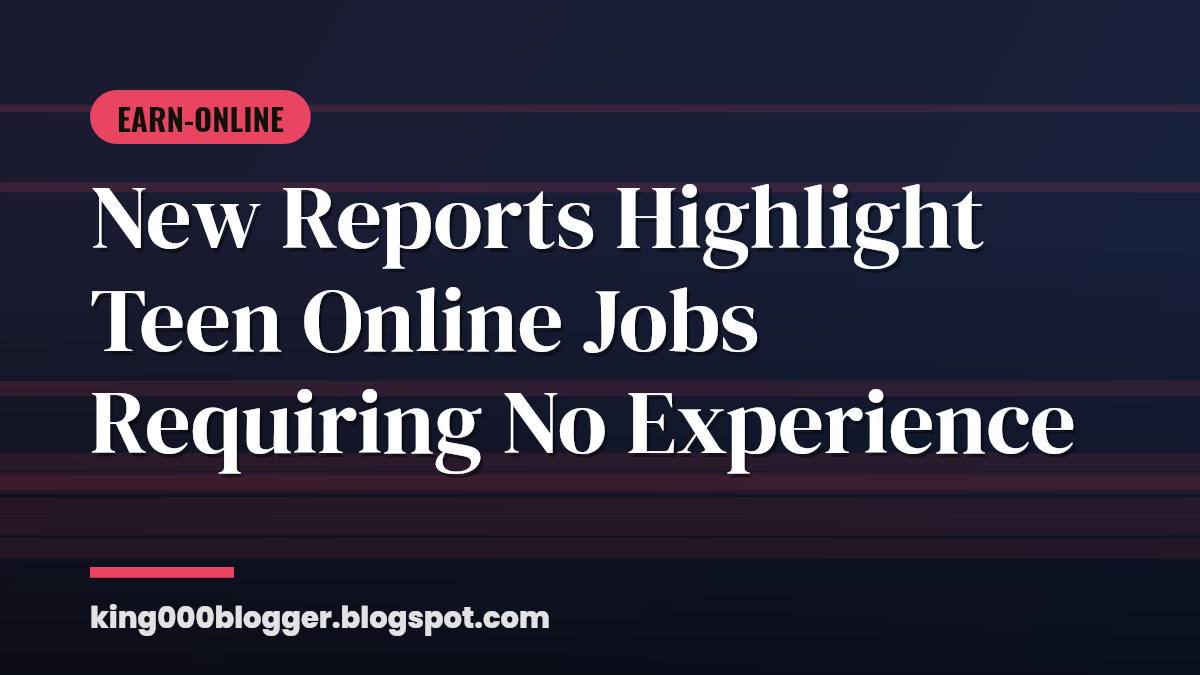 EARN-ONLINE
New Reports Highlight
Teen Online Jobs
Requiring No Experience
king000blogger.blogspot.com